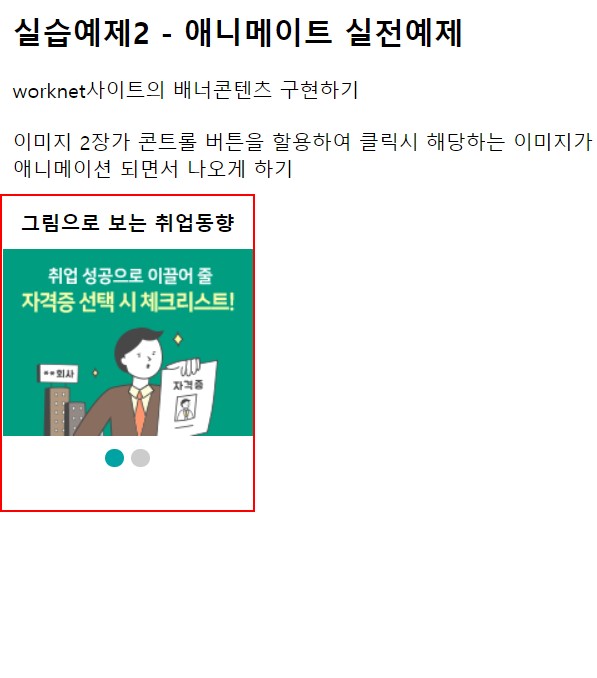 실습예제2 - 애니메이트 실전예제
worknet사이트의 배너콘텐츠 구현하기
이미지 2장가 콘트롤 버튼을 할용하여 클릭시 해당하는 이미지가
애니메이션 되면서 나오게 하기
그림으로 보는 취업동향
취업 성공으로 이끌어 줄
자격증 선택 시 체크리스트!
**회사
자격증